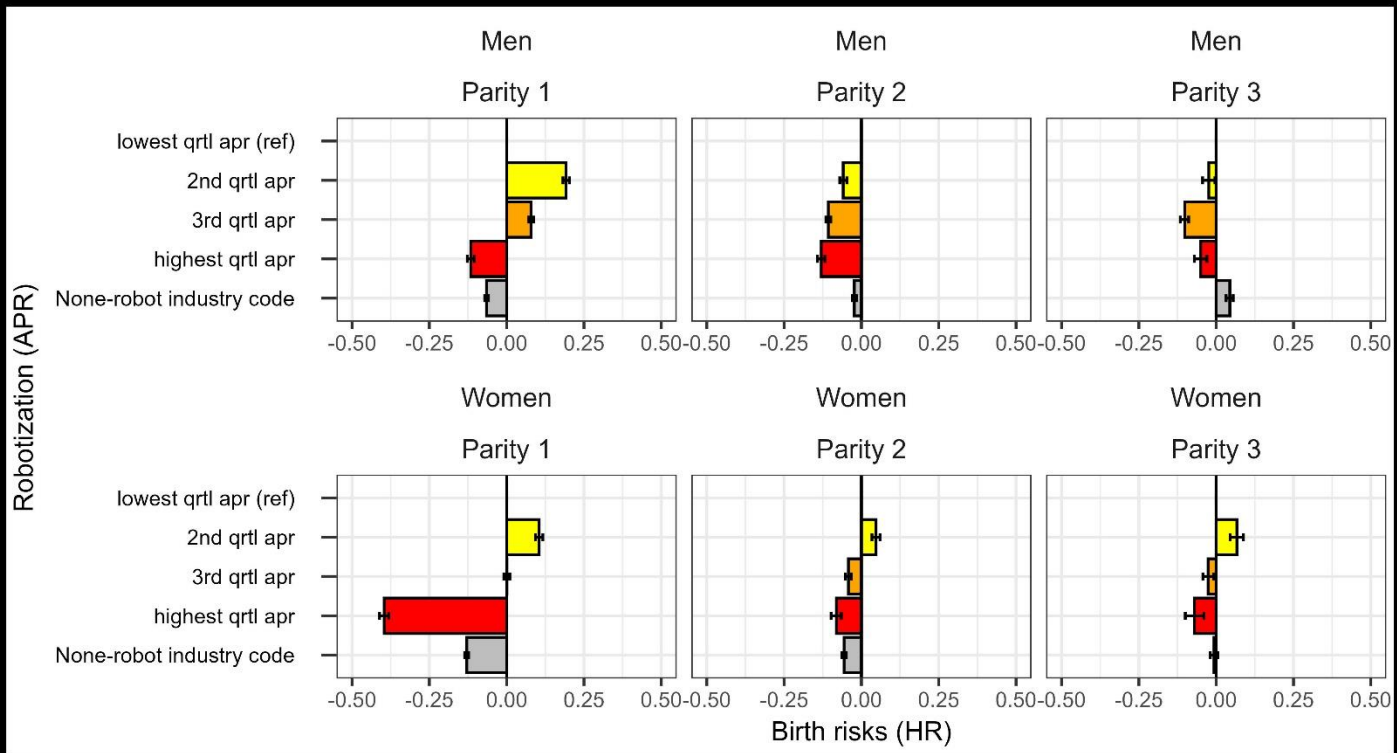 Men Men Men
Parity 1 Parity 2 Parity 3
lowest qrtl apr (ref)
2nd qrtl apr
3rd qrtl apr
highest qrtl apr
None-robot industry code
-0.50 -0.25 0.00 0.25 0.50 -0.50 -0.25 0.00 0.25 0.50 -0.50 -0.25 0.00 0.25 0.50
Robotization (APR)
Women Women Women
Parity 1 Parity 2 Parity 3
lowest qrtl apr (ref)
2nd qrtl apr
3rd qrtl apr
highest qrtl apr
None-robot industry code
-0.50 -0.25 0.00 0.25 0.50 -0.50 -0.25 0.00 0.25 0.50 -0.50 -0.25 0.00 0.25 0.50
Birth risks (HR)